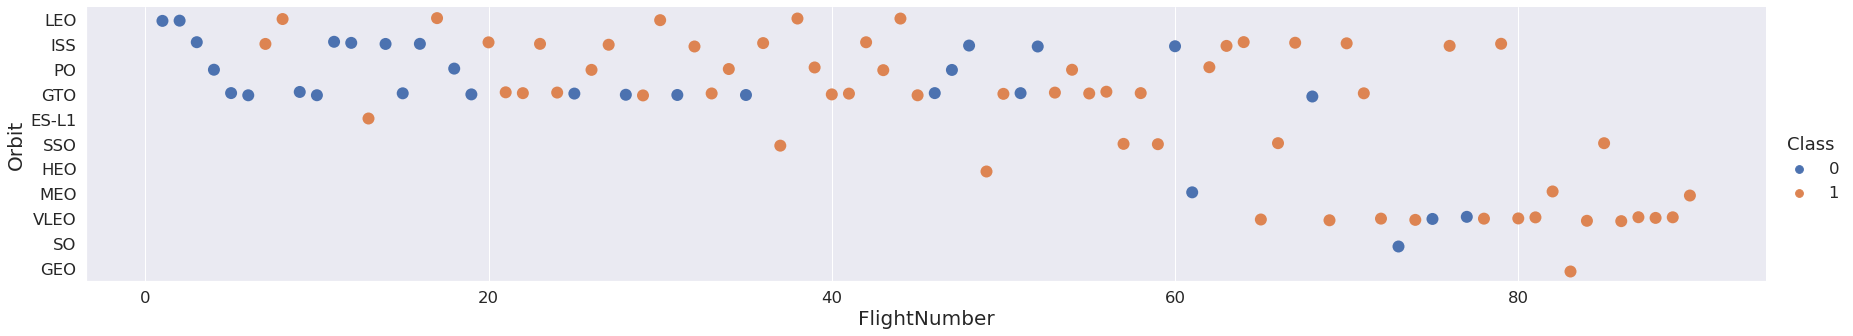 Orbit
LEO
ISS
PO
GTO
ES-L1
SSO
HEO
MEO
VLEO
SO
GEO
0
20
40
60
80
FlightNumber
Class
0
1